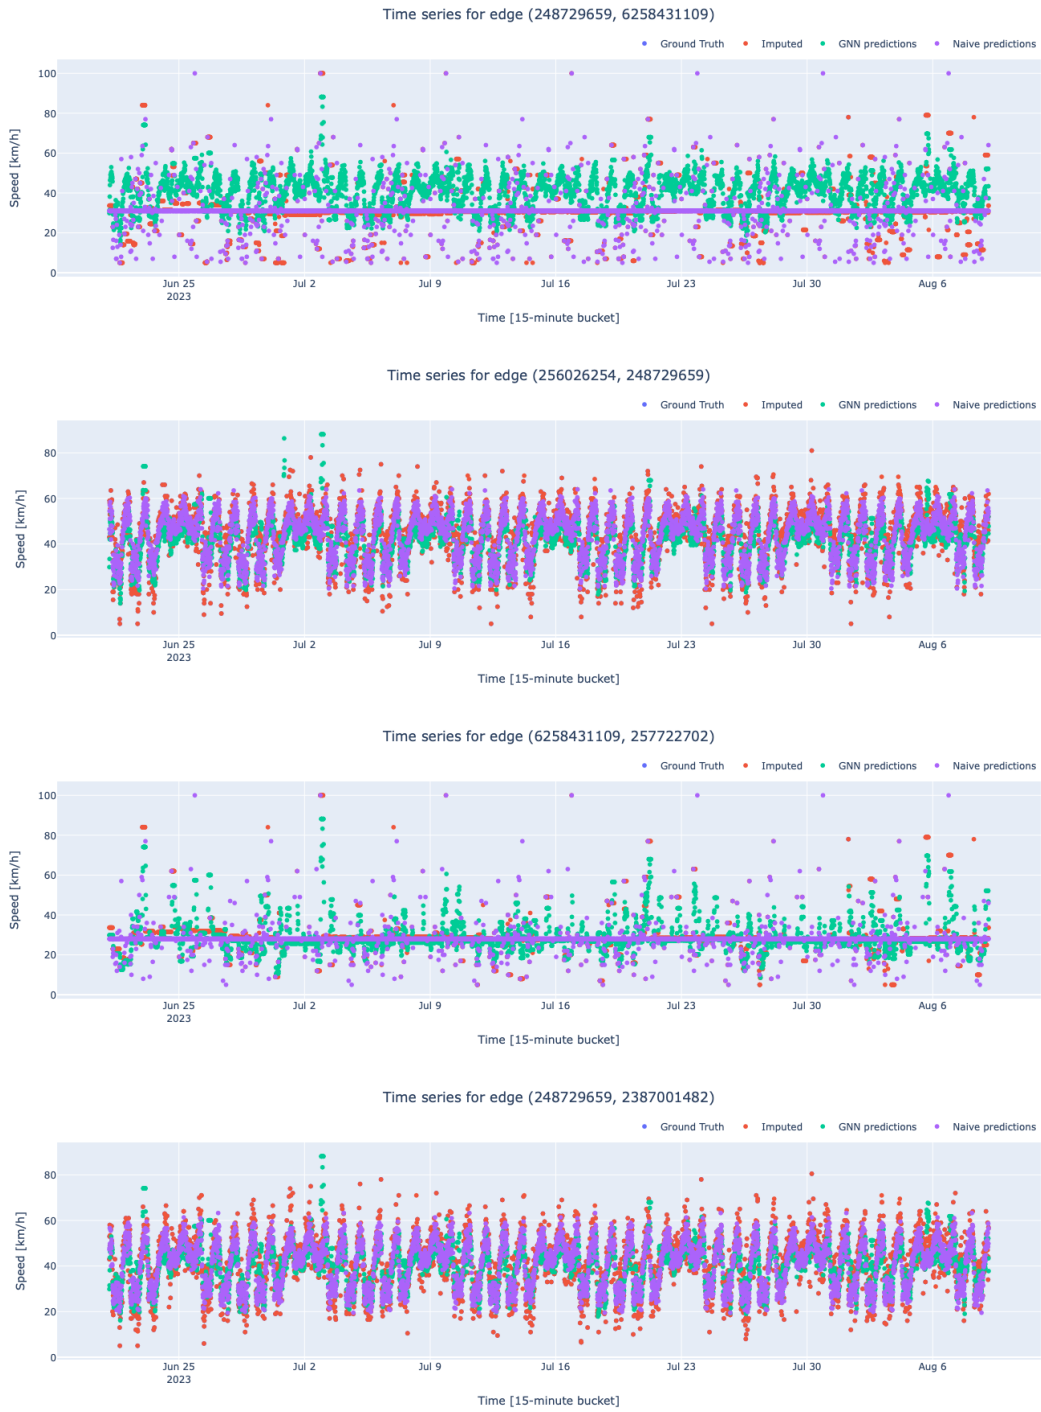 Time series for edge (248729659, 6258431109)
Ground Truth Imputed GNN predictions Naive predictions
Speed [km/h]
100
80
60
40
20
0
Jun 25 Jul 2 Jul 9 Jul 16 Jul 23 Jul 30 Aug 6
2023
Time [15-minute bucket]
Time series for edge (256026254, 248729659)
Ground Truth Imputed GNN predictions Naive predictions
Speed [km/h]
80
60
40
20
0
Jun 25 Jul 2 Jul 9 Jul 16 Jul 23 Jul 30 Aug 6
2023
Time [15-minute bucket]
Time series for edge (6258431109, 257722702)
Ground Truth Imputed GNN predictions Naive predictions
Speed [km/h]
100
80
60
40
20
0
Jun 25 Jul 2 Jul 9 Jul 16 Jul 23 Jul 30 Aug 6
2023
Time [15-minute bucket]
Time series for edge (248729659, 2387001482)
Ground Truth Imputed GNN predictions Naive predictions
Speed [km/h]
80
60
40
20
0
Jun 25 Jul 2 Jul 9 Jul 16 Jul 23 Jul 30 Aug 6
2023
Time [15-minute bucket]